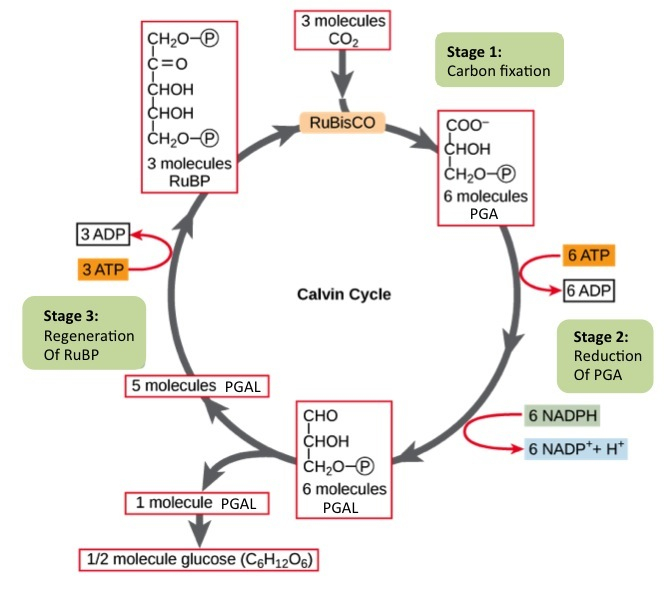 3 molecules
CO₂
Stage 1:
Carbon fixation
CH₂O–Ⓟ
C=O
CHOH
CHOH
CH₂O–Ⓟ
3 molecules
RuBP
RuBisCO
COO⁻
CHOH
CH₂O–Ⓟ
6 molecules
PGA
3 ADP
3 ATP
6 ATP
6 ADP
Calvin Cycle
Stage 3:
Regeneration
Of RuBP
Stage 2:
Reduction
Of PGA
5 molecules PGAL
CHO
CHOH
CH₂O–Ⓟ
6 molecules
PGAL
6 NADPH
6 NADP⁺+ H⁺
1 molecule PGAL
1/2 molecule glucose (C₆H₁₂O₆)